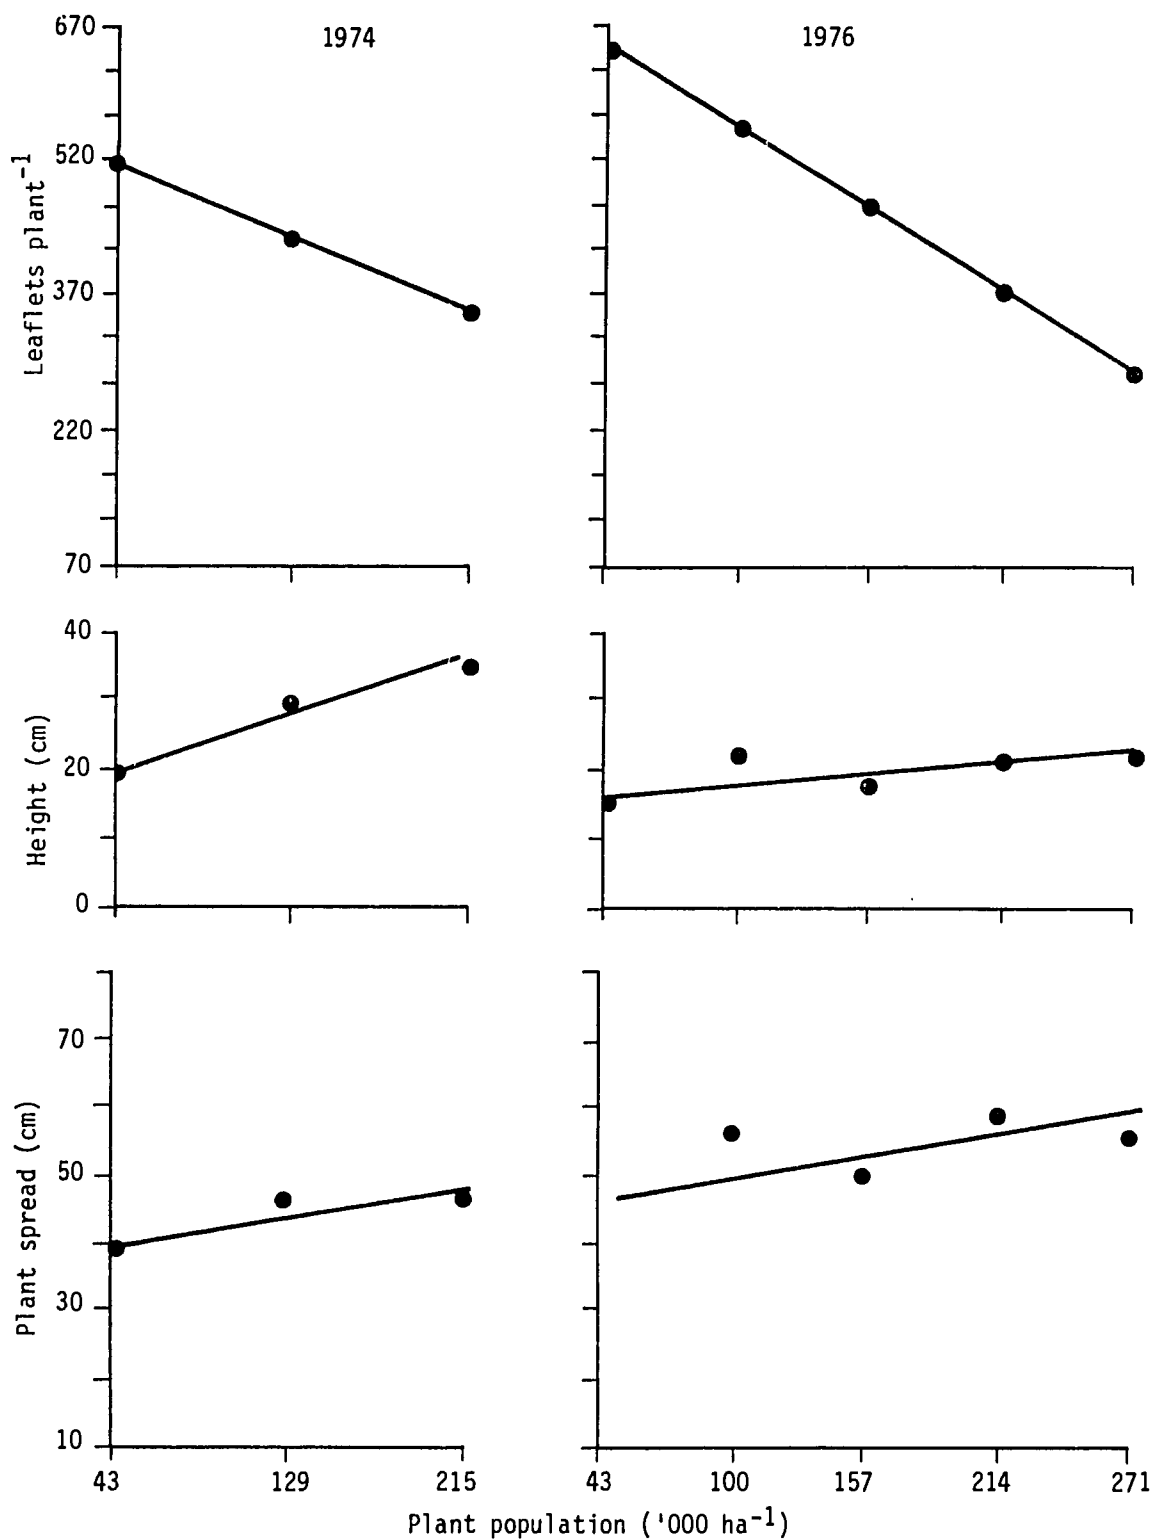 1974
1976
670
520
370
220
70
Leaflets plant⁻¹
40
20
0
Height (cm)
70
50
30
10
Plant spread (cm)
43 129 215
43 100 157 214 271
Plant population ('000 ha⁻¹)